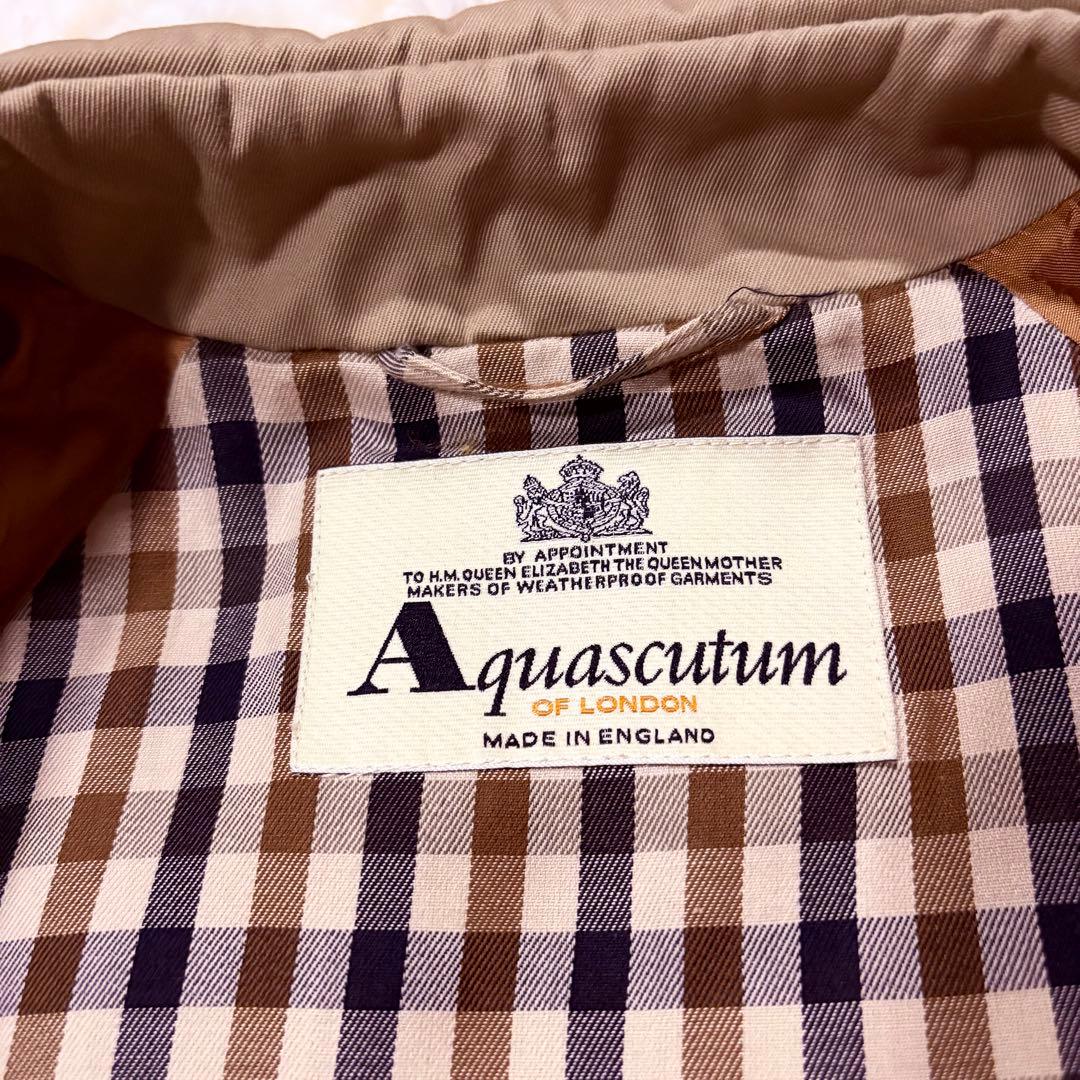 BY APPOINTMENT
TO H.M. QUEEN ELIZABETH THE QUEEN MOTHER
MAKERS OF WEATHERPROOF GARMENTS
Aquascutum
OF LONDON
MADE IN ENGLAND